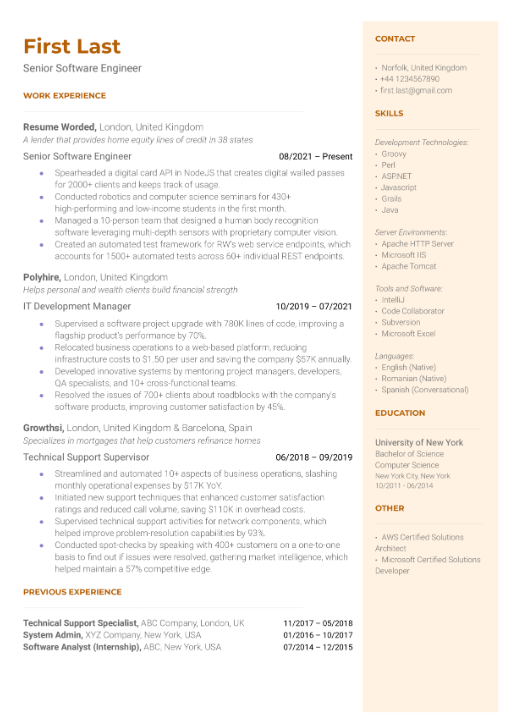 First Last
Senior Software Engineer
WORK EXPERIENCE
Resume Worded, London, United Kingdom
A lender that provides home equity lines of credit in 38 states
Senior Software Engineer 08/2021 – Present
• Spearheaded a digital card API in NodeJS that creates digital walled passes
for 2000+ clients and keeps track of usage.
• Conducted robotics and computer science seminars for 430+
high-performing and low-income students in the first month.
• Managed a 10-person team that designed a human body recognition
software leveraging multi-depth sensors with proprietary computer vision.
• Created an automated test framework for RW's web service endpoints, which
accounts for 1500+ automated tests across 60+ individual REST endpoints.
Polyhire, London, United Kingdom
Helps personal and wealth clients build financial strength
IT Development Manager 10/2019 – 07/2021
• Supervised a software project upgrade with 780K lines of code, improving a
flagship product's performance by 70%.
• Relocated business operations to a web-based platform, reducing
infrastructure costs to $1.50 per user and saving the company $57K annually.
• Developed innovative systems by mentoring project managers, developers,
QA specialists, and 10+ cross-functional teams.
• Resolved the issues of 700+ clients about roadblocks with the company's
software products, improving customer satisfaction by 45%.
Growthsi, London, United Kingdom & Barcelona, Spain
Specializes in mortgages that help customers refinance homes
Technical Support Supervisor 06/2018 – 09/2019
• Streamlined and automated 10+ aspects of business operations, slashing
monthly operational expenses by $17K YoY.
• Initiated new support techniques that enhanced customer satisfaction
ratings and reduced call volume, saving $110K in overhead costs.
• Supervised technical support activities for network components, which
helped improve problem-resolution capabilities by 93%.
• Conducted spot-checks by speaking with 400+ customers on a one-to-one
basis to find out if issues were resolved, gathering market intelligence, which
helped maintain a 57% competitive edge.
PREVIOUS EXPERIENCE
Technical Support Specialist, ABC Company, London, UK 11/2017 – 05/2018
System Admin, XYZ Company, New York, USA 01/2016 – 10/2017
Software Analyst (Internship), ABC, New York, USA 07/2014 – 12/2015
CONTACT
• Norfolk, United Kingdom
• +44 1234567890
• first.last@gmail.com
SKILLS
Development Technologies:
• Groovy
• Perl
• ASP.NET
• Javascript
• Grails
• Java
Server Environments:
• Apache HTTP Server
• Microsoft IIS
• Apache Tomcat
Tools and Software:
• IntelliJ
• Code Collaborator
• Subversion
• Microsoft Excel
Languages:
• English (Native)
• Romanian (Native)
• Spanish (Conversational)
EDUCATION
University of New York
Bachelor of Science
Computer Science
New York City, New York
10/2011 - 06/2014
OTHER
• AWS Certified Solutions
Architect
• Microsoft Certified Solutions
Developer